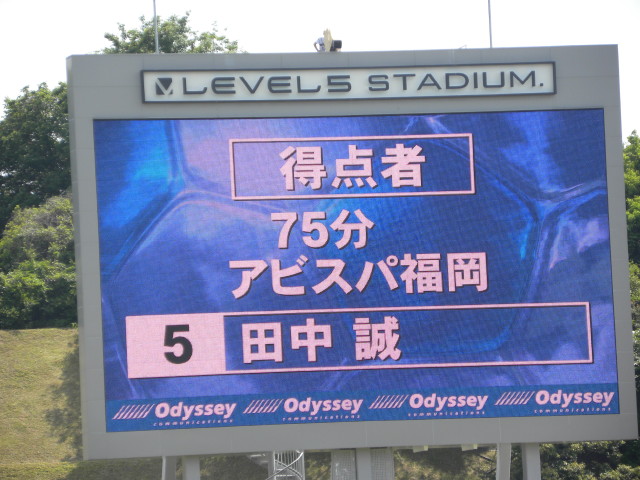 LEVEL5 STADIUM.
得点者
75分
アビスパ福岡
5 田中 誠
Odyssey Odyssey Odyssey Odyssey
communications communications communications communications